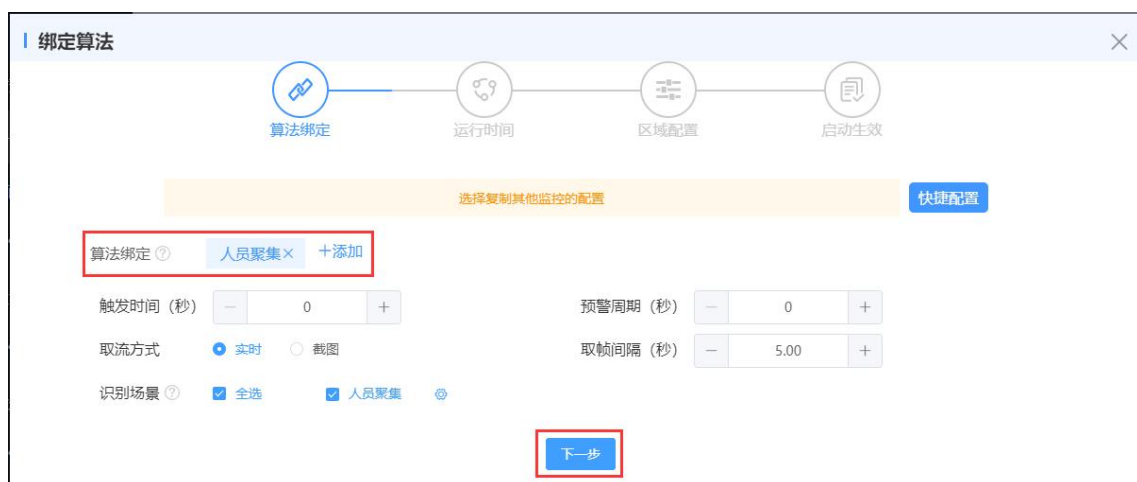 绑定算法
算法绑定 运行时间 区域配置 启动生效
选择复制其他监控的配置 快捷配置
算法绑定 人员聚集× +添加
触发时间(秒) - 0 + 预警周期(秒) - 0 +
取流方式 实时 截图 取帧间隔(秒) - 5.00 +
识别场景 全选 人员聚集
下一步